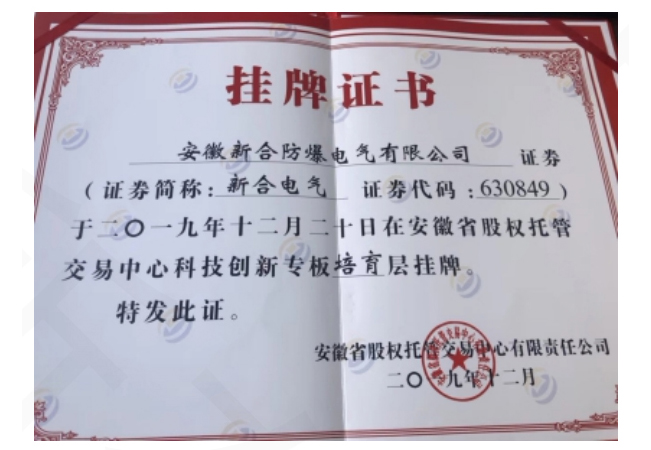 挂牌证书
安徽新合防爆电气有限公司 证券
(证券简称：新合电气 证券代码：630849)
于二〇一九年十二月二十日在安徽省股权托管
交易中心科技创新专板培育层挂牌。
特发此证。
安徽省股权托管交易中心有限责任公司
二〇一九年十二月